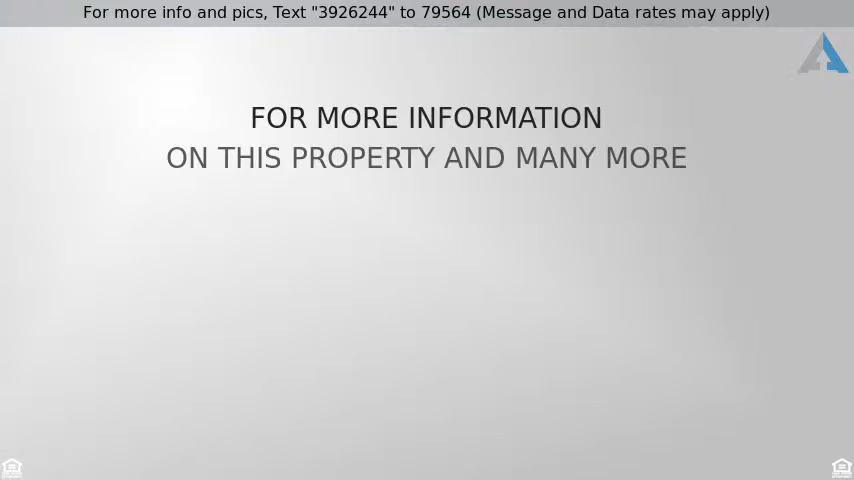 For more info and pics, Text "3926244" to 79564 (Message and Data rates may apply)
FOR MORE INFORMATION
ON THIS PROPERTY AND MANY MORE